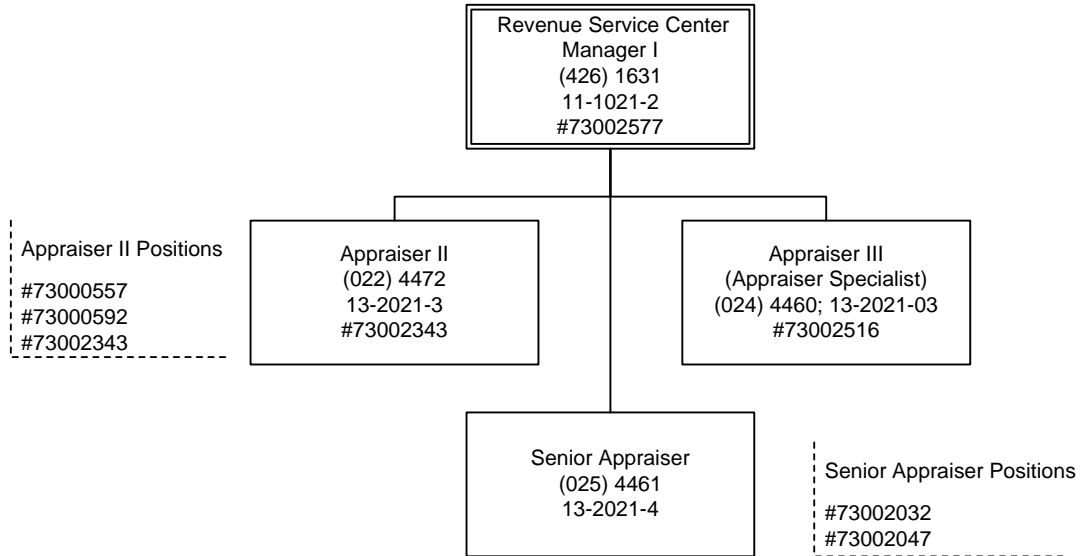 Revenue Service Center
Manager I
(426) 1631
11-1021-2
#73002577
Appraiser II Positions
#73000557
#73000592
#73002343
Appraiser II
(022) 4472
13-2021-3
#73002343
Appraiser III
(Appraiser Specialist)
(024) 4460; 13-2021-03
#73002516
Senior Appraiser
(025) 4461
13-2021-4
Senior Appraiser Positions
#73002032
#73002047